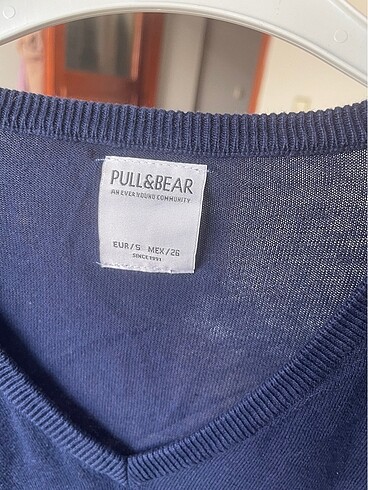 PULL&BEAR
AN EVER YOUNG COMMUNITY
EUR/S MEX/26
SINCE 1991